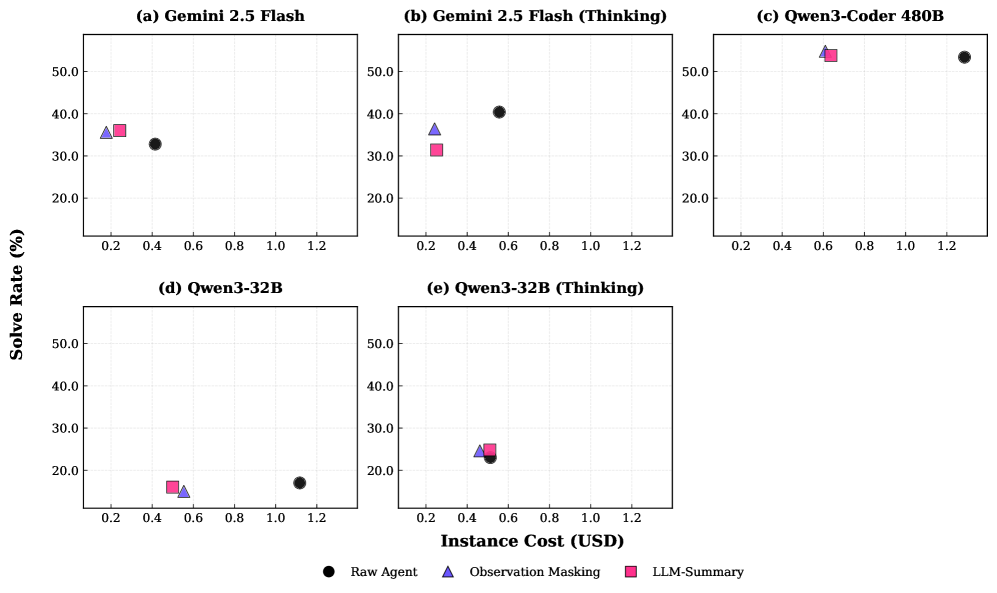 (a) Gemini 2.5 Flash
(b) Gemini 2.5 Flash (Thinking)
(c) Qwen3-Coder 480B
50.0
40.0
30.0
20.0
0.2 0.4 0.6 0.8 1.0 1.2
50.0
40.0
30.0
20.0
0.2 0.4 0.6 0.8 1.0 1.2
50.0
40.0
30.0
20.0
0.2 0.4 0.6 0.8 1.0 1.2
Solve Rate (%)
(d) Qwen3-32B
(e) Qwen3-32B (Thinking)
50.0
40.0
30.0
20.0
0.2 0.4 0.6 0.8 1.0 1.2
50.0
40.0
30.0
20.0
0.2 0.4 0.6 0.8 1.0 1.2
Instance Cost (USD)
Raw Agent Observation Masking LLM-Summary